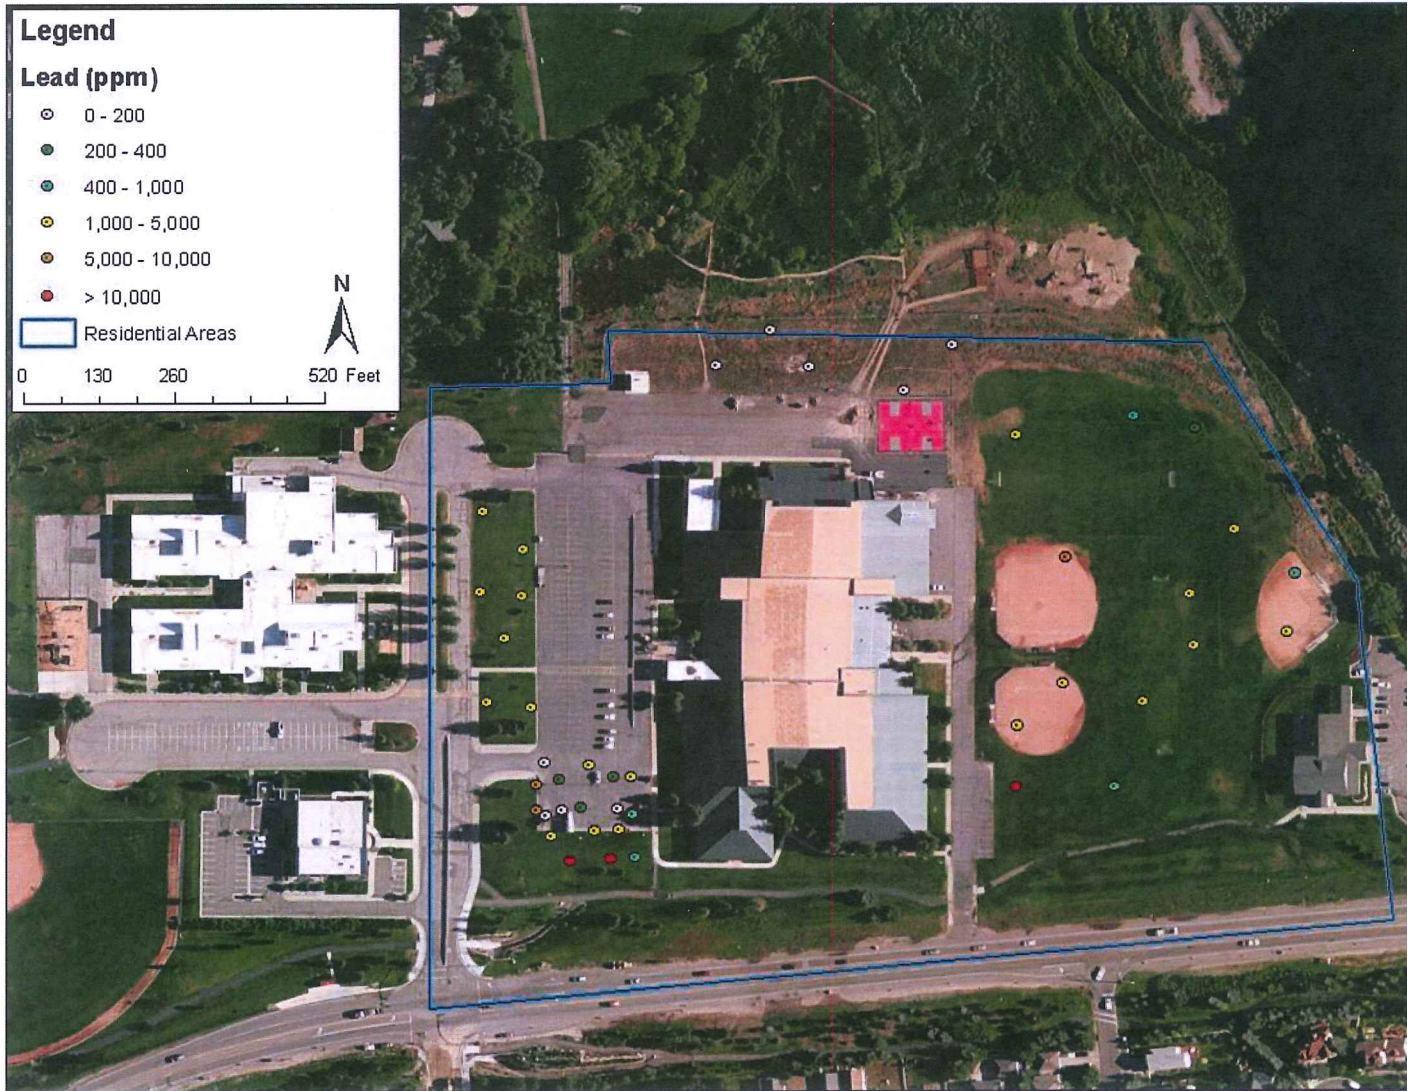 Legend
Lead (ppm)
0 - 200
200 - 400
400 - 1,000
1,000 - 5,000
5,000 - 10,000
> 10,000
Residential Areas
N
0 130 260 520 Feet